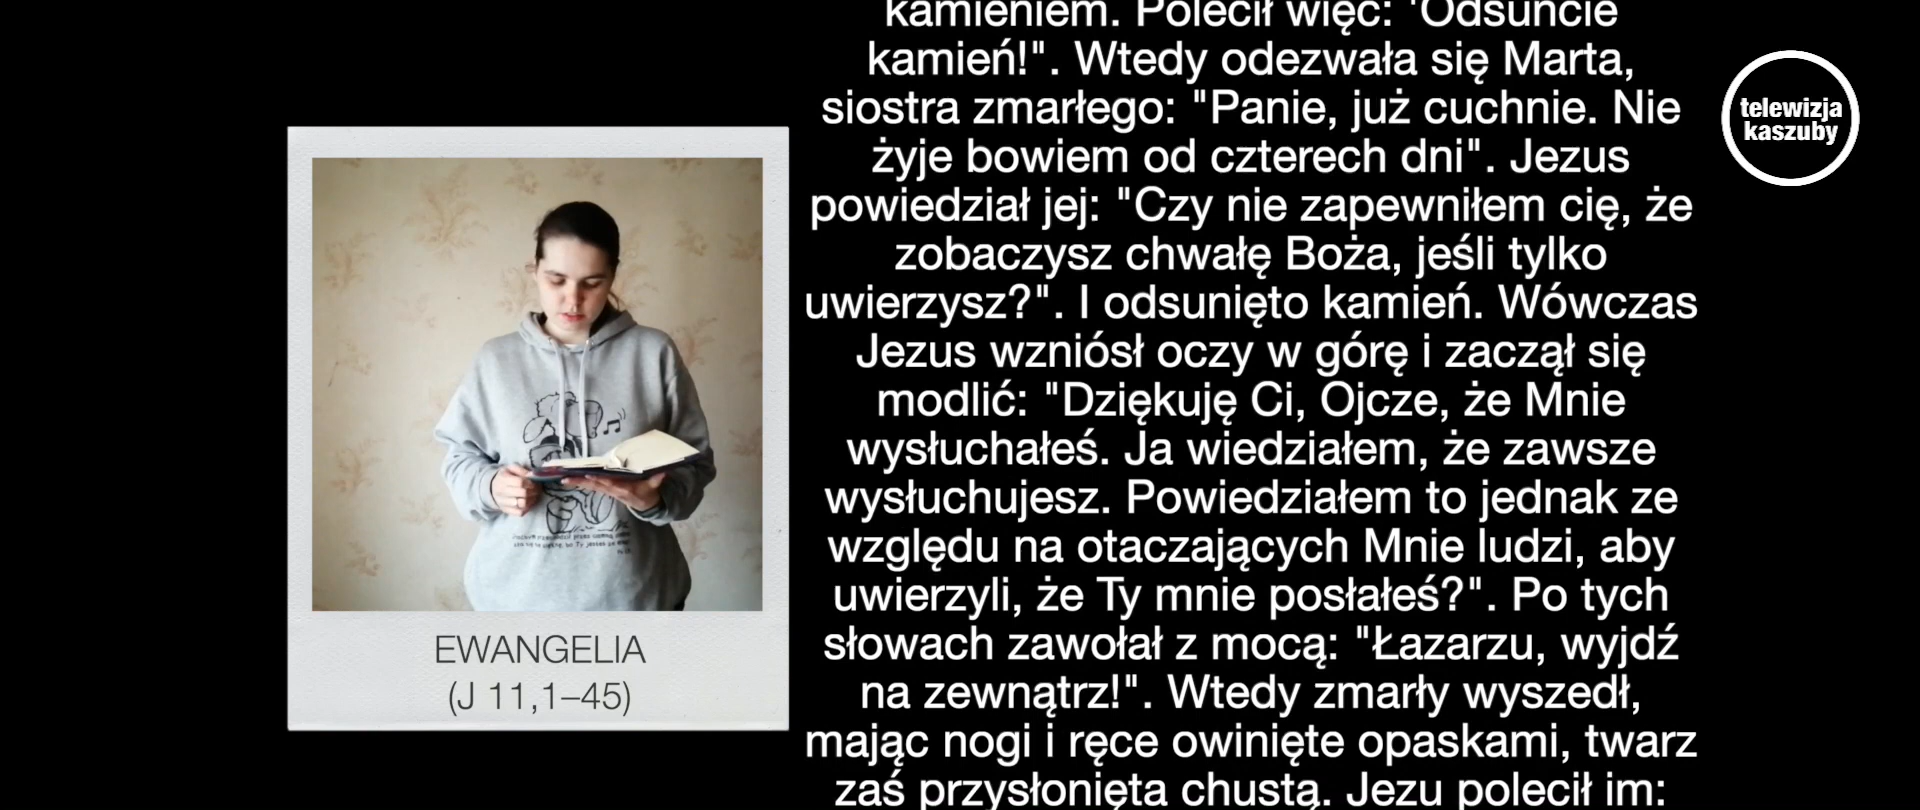 kamieniem. Polecił więc: "Odsuńcie
kamień!". Wtedy odezwała się Marta,
siostra zmarłego: "Panie, już cuchnie. Nie
żyje bowiem od czterech dni". Jezus
powiedział jej: "Czy nie zapewniłem cię, że
zobaczysz chwałę Boża, jeśli tylko
uwierzysz?". I odsunięto kamień. Wówczas
Jezus wzniósł oczy w górę i zaczął się
modlić: "Dziękuję Ci, Ojcze, że Mnie
wysłuchałeś. Ja wiedziałem, że zawsze
wysłuchujesz. Powiedziałem to jednak ze
względu na otaczających Mnie ludzi, aby
uwierzyli, że Ty mnie posłałeś?". Po tych
słowach zawołał z mocą: "Łazarzu, wyjdź
na zewnątrz!". Wtedy zmarły wyszedł,
mając nogi i ręce owinięte opaskami, twarz
zaś przysłonięta chustą. Jezu polecił im:
EWANGELIA
(J 11,1–45)
telewizja
kaszuby